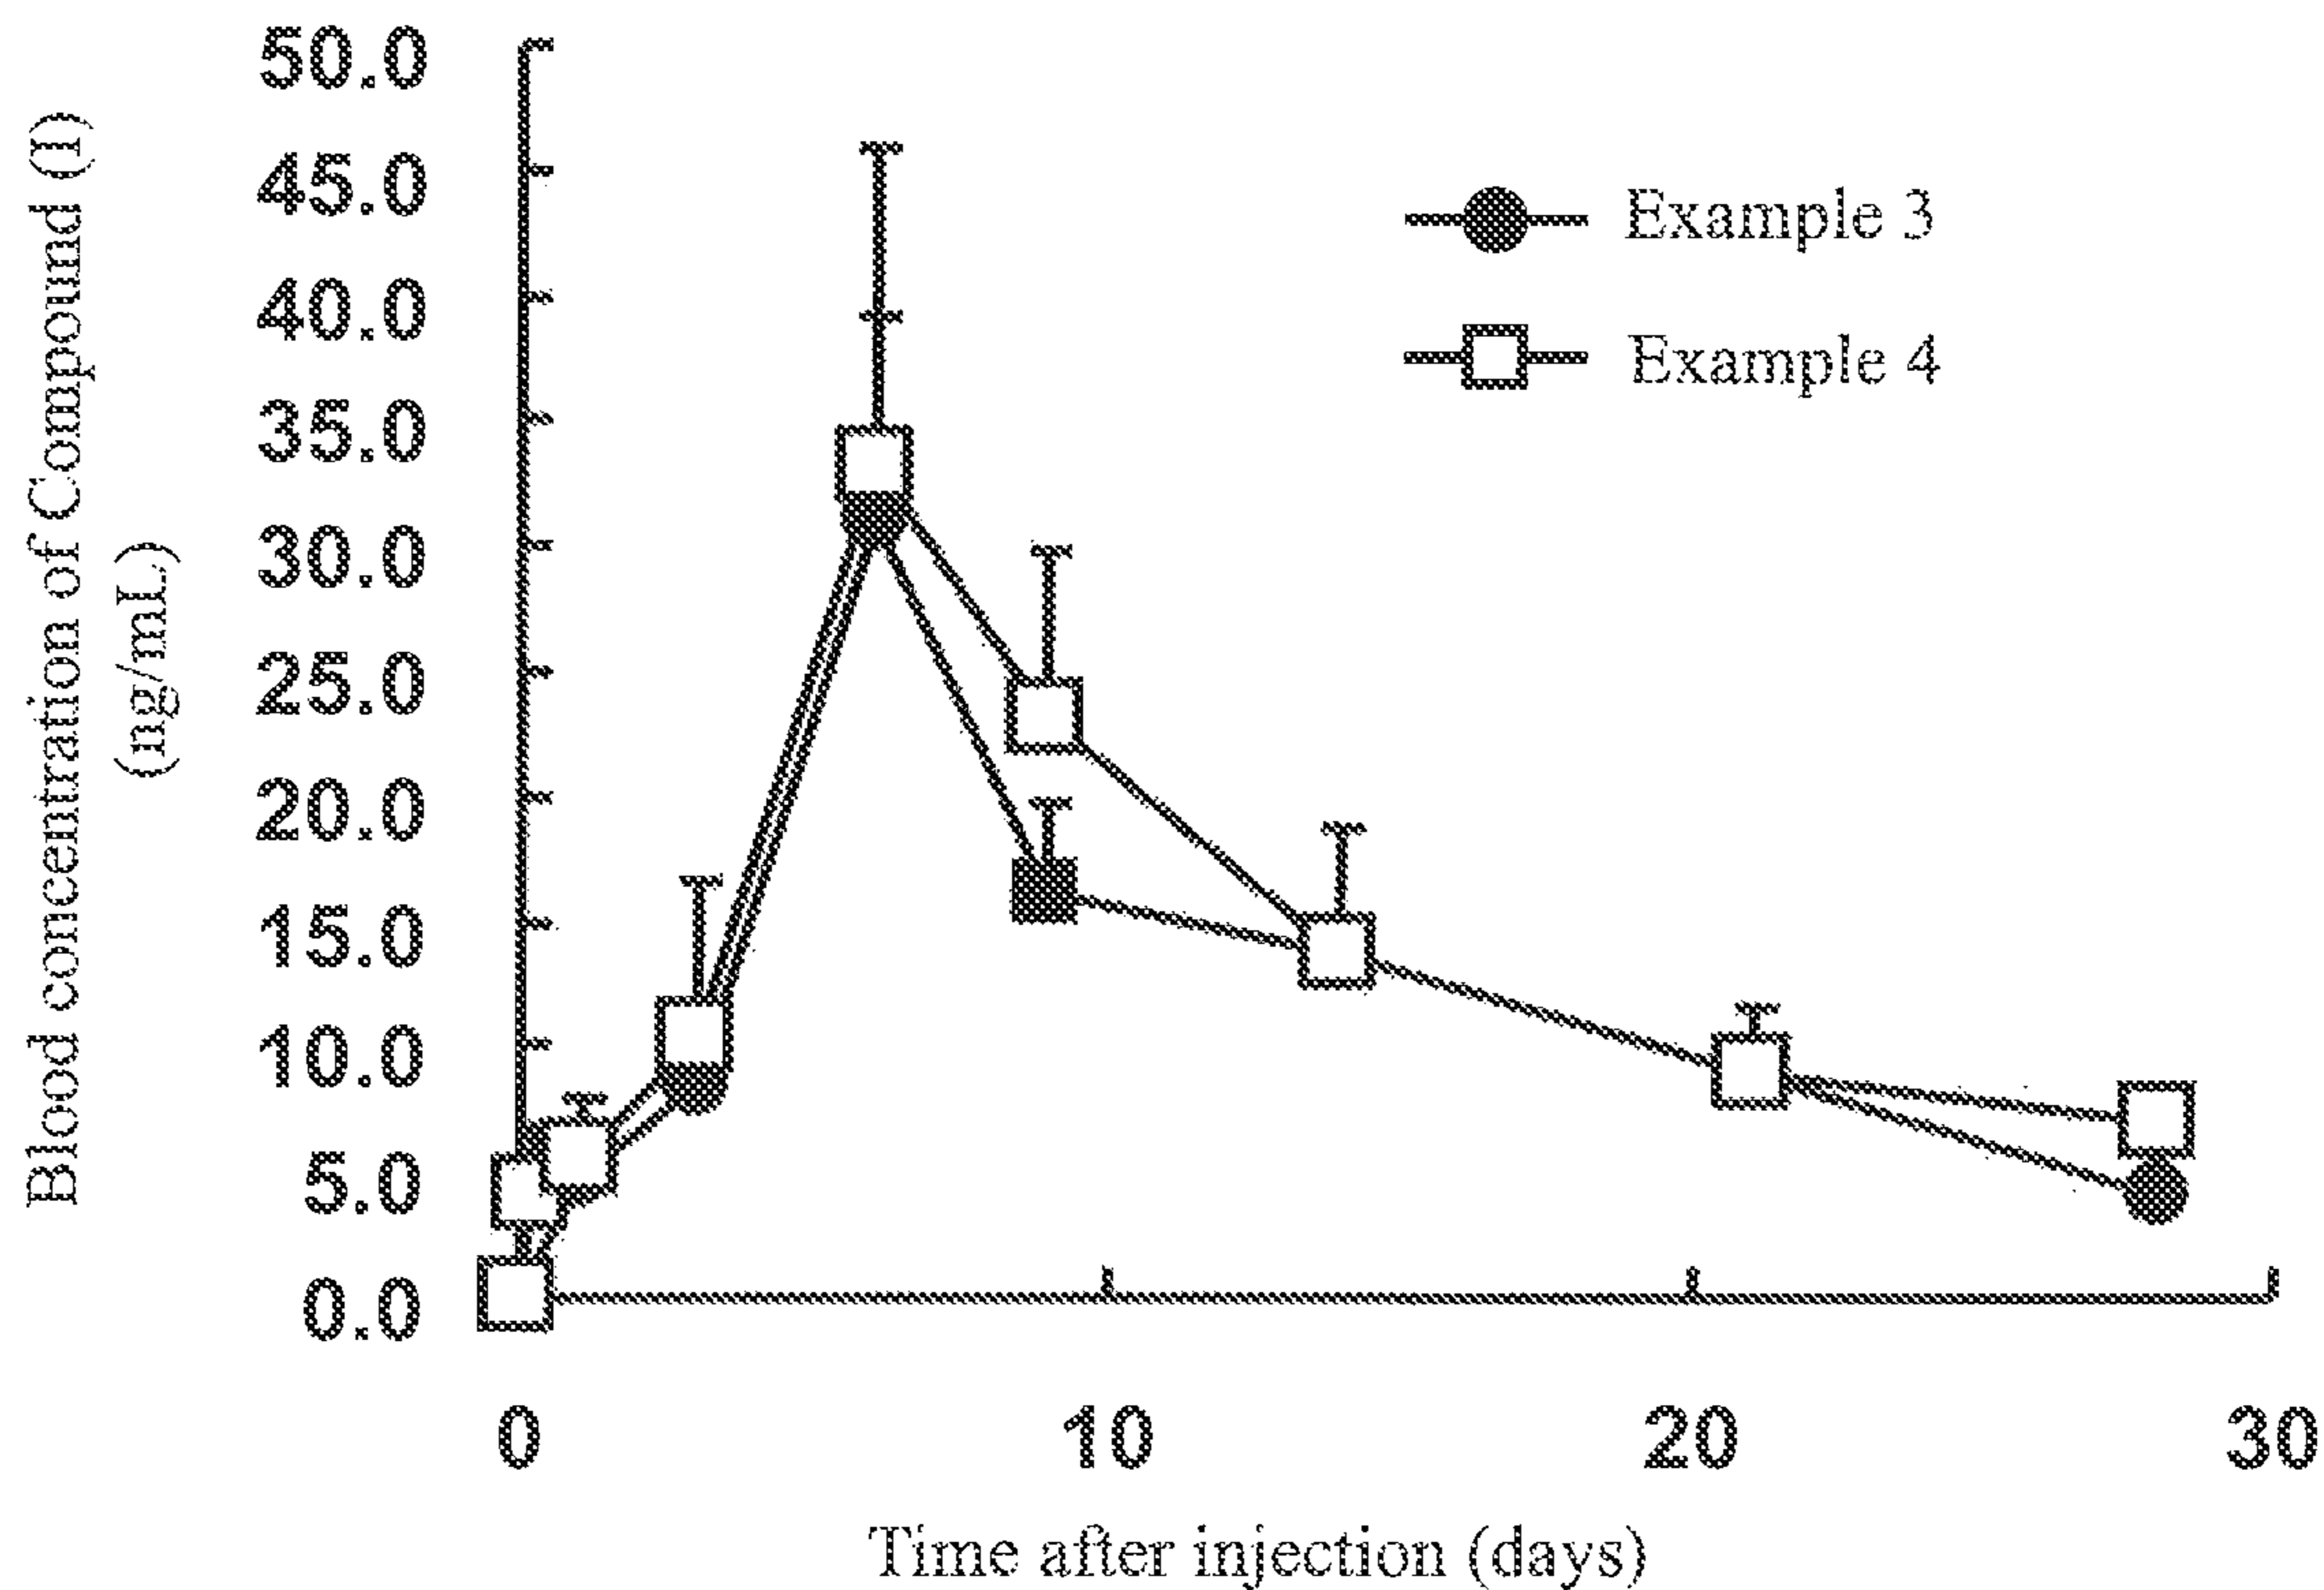 Blood concentration of Compound (I)
(ng/mL)
50.0
45.0
40.0
35.0
30.0
25.0
20.0
15.0
10.0
5.0
0.0
Example 3
Example 4
0 10 20 30
Time after injection (days)